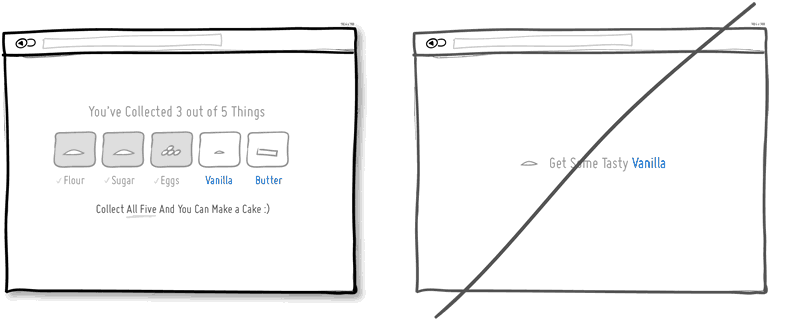 You've Collected 3 out of 5 Things
✓Flour ✓Sugar ✓Eggs Vanilla Butter
Collect All Five And You Can Make a Cake :)
Get Some Tasty Vanilla